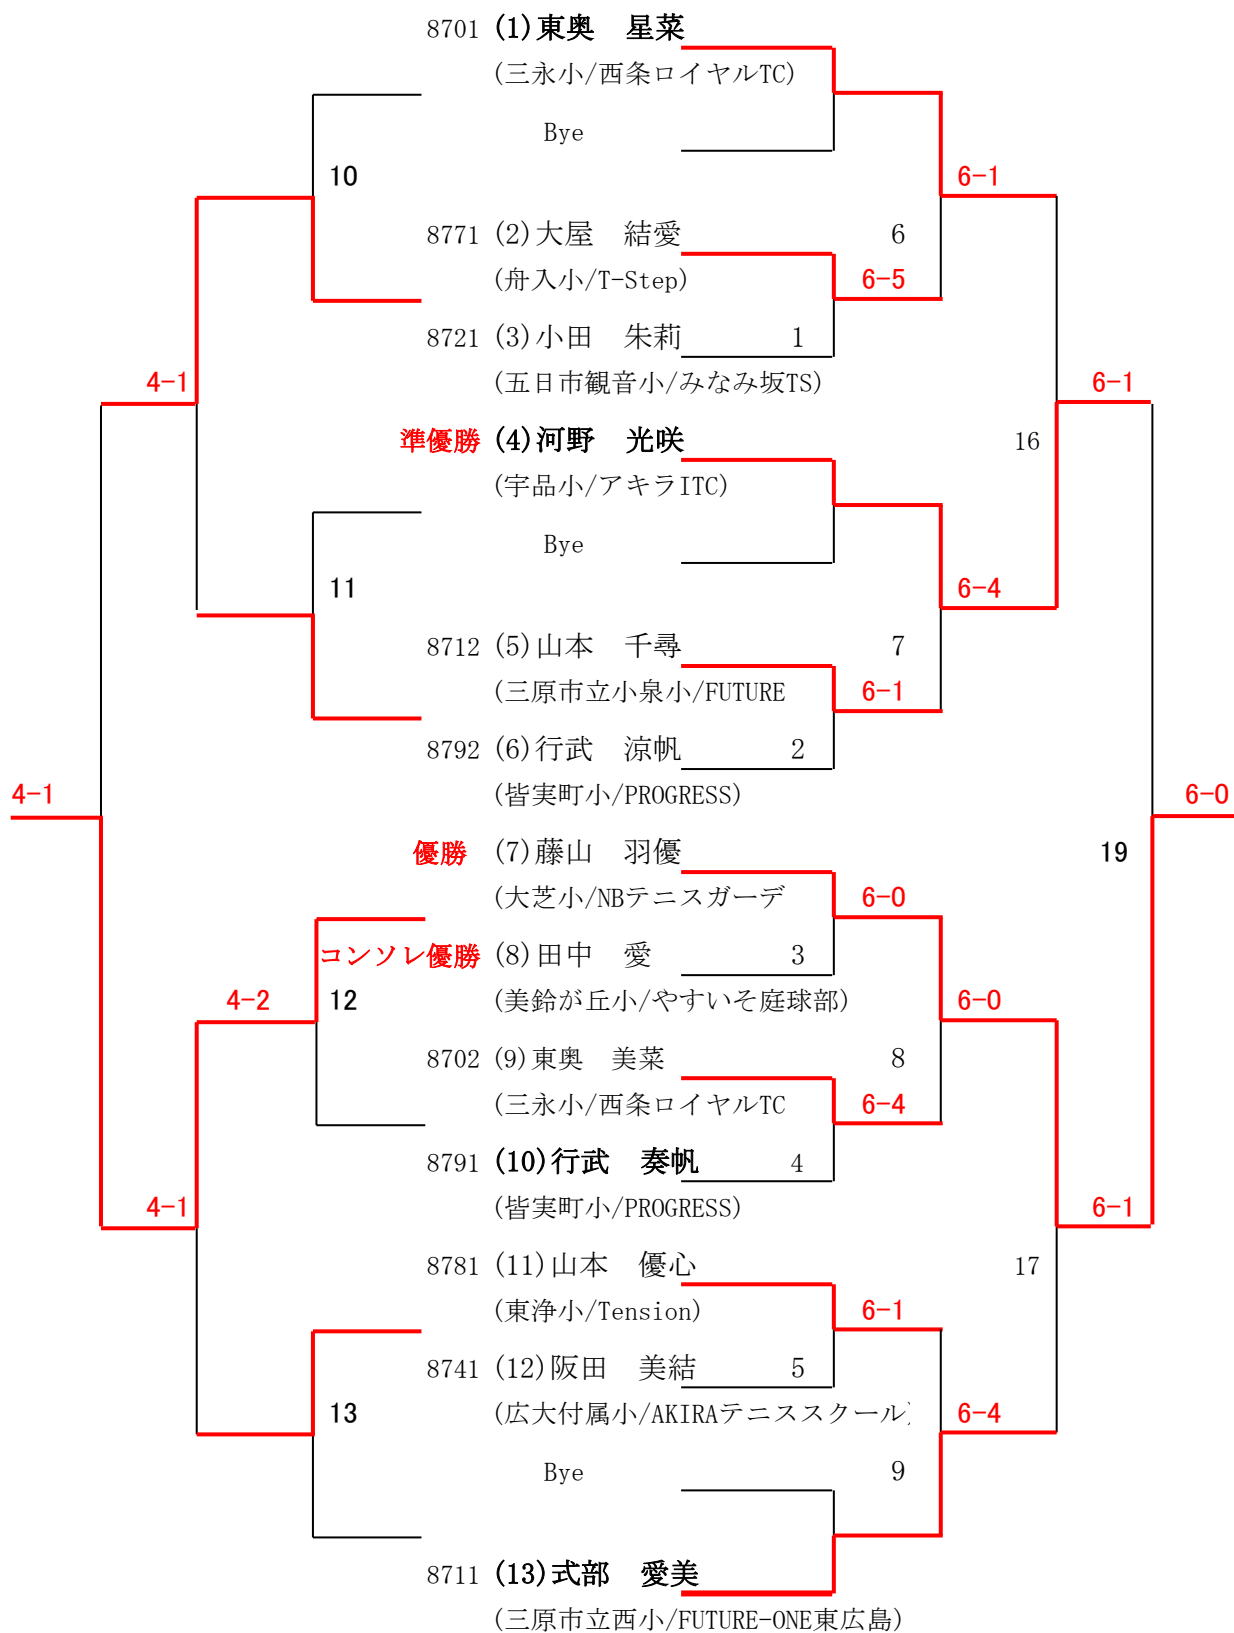 8701 (1)東奥　星菜
(三永小/西条ロイヤルTC)
Bye
10
6-1
8771 (2)大屋　結愛
6
(舟入小/T-Step)
6-5
8721 (3)小田　朱莉
1
4-1
(五日市観音小/みなみ坂TS)
6-1
準優勝 (4)河野　光咲
16
(宇品小/アキラITC)
Bye
11
6-4
8712 (5)山本　千尋
7
(三原市立小泉小/FUTURE
6-1
8792 (6)行武　涼帆
2
4-1
(皆実町小/PROGRESS)
6-0
優勝 (7)藤山　羽優
19
(大芝小/NBテニスガーデ
6-0
コンソレ優勝 (8)田中　愛
3
4-2
12
(美鈴が丘小/やすいそ庭球部)
6-0
8702 (9)東奥　美菜
8
(三永小/西条ロイヤルTC
6-4
8791 (10)行武　奏帆
4
4-1
(皆実町小/PROGRESS)
6-1
8781 (11)山本　優心
17
(東浄小/Tension)
6-1
8741 (12)阪田　美結
5
13
(広大付属小/AKIRAテニススクール)
6-4
Bye
9
8711 (13)式部　愛美
(三原市立西小/FUTURE-ONE東広島)